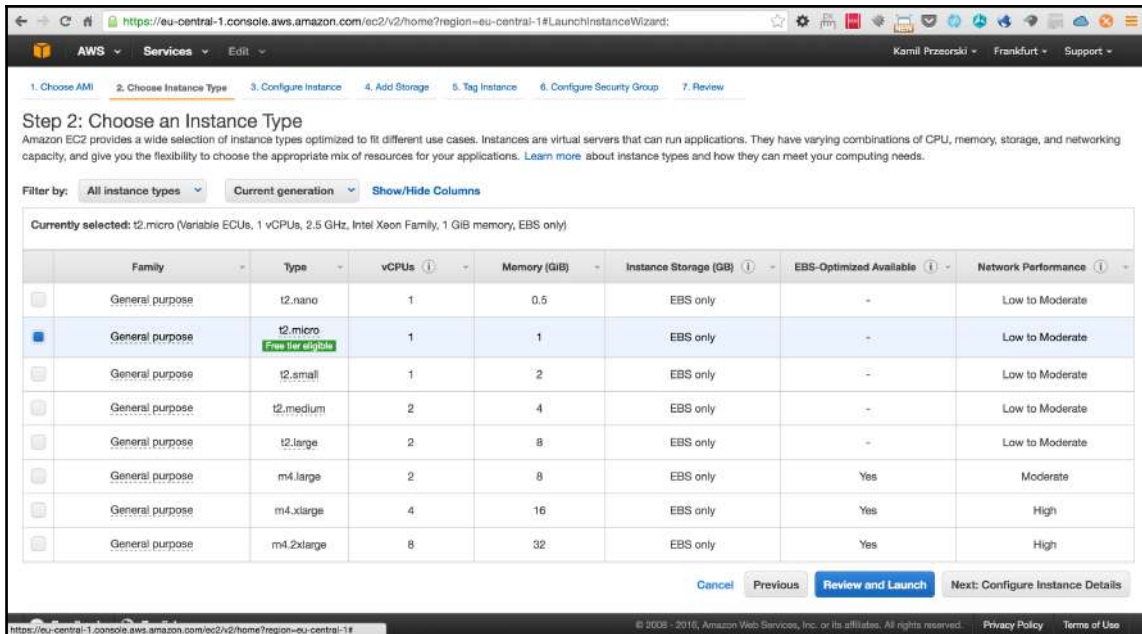 https://eu-central-1.console.aws.amazon.com/ec2/v2/home?region=eu-central-1#LaunchInstanceWizard:
AWS Services Edit Kamil Przeorski Frankfurt Support
1. Choose AMI 2. Choose Instance Type 3. Configure Instance 4. Add Storage 5. Tag Instance 6. Configure Security Group 7. Review
Step 2: Choose an Instance Type
Amazon EC2 provides a wide selection of instance types optimized to fit different use cases. Instances are virtual servers that can run applications. They have varying combinations of CPU, memory, storage, and networking
capacity, and give you the flexibility to choose the appropriate mix of resources for your applications. Learn more about instance types and how they can meet your computing needs.
Filter by: All instance types Current generation Show/Hide Columns
Currently selected: t2.micro (Variable ECUs, 1 vCPUs, 2.5 GHz, Intel Xeon Family, 1 GiB memory, EBS only)
Family Type vCPUs Memory (GiB) Instance Storage (GB) EBS-Optimized Available Network Performance
General purpose t2.nano 1 0.5 EBS only - Low to Moderate
General purpose t2.micro 1 1 EBS only - Low to Moderate
Free tier eligible
General purpose t2.small 1 2 EBS only - Low to Moderate
General purpose t2.medium 2 4 EBS only - Low to Moderate
General purpose t2.large 2 8 EBS only - Low to Moderate
General purpose m4.large 2 8 EBS only Yes Moderate
General purpose m4.xlarge 4 16 EBS only Yes High
General purpose m4.2xlarge 8 32 EBS only Yes High
Cancel Previous Review and Launch Next: Configure Instance Details
© 2008 - 2016, Amazon Web Services, Inc. or its affiliates. All rights reserved. Privacy Policy Terms of Use
https://eu-central-1.console.aws.amazon.com/ec2/v2/home?region=eu-central-1#